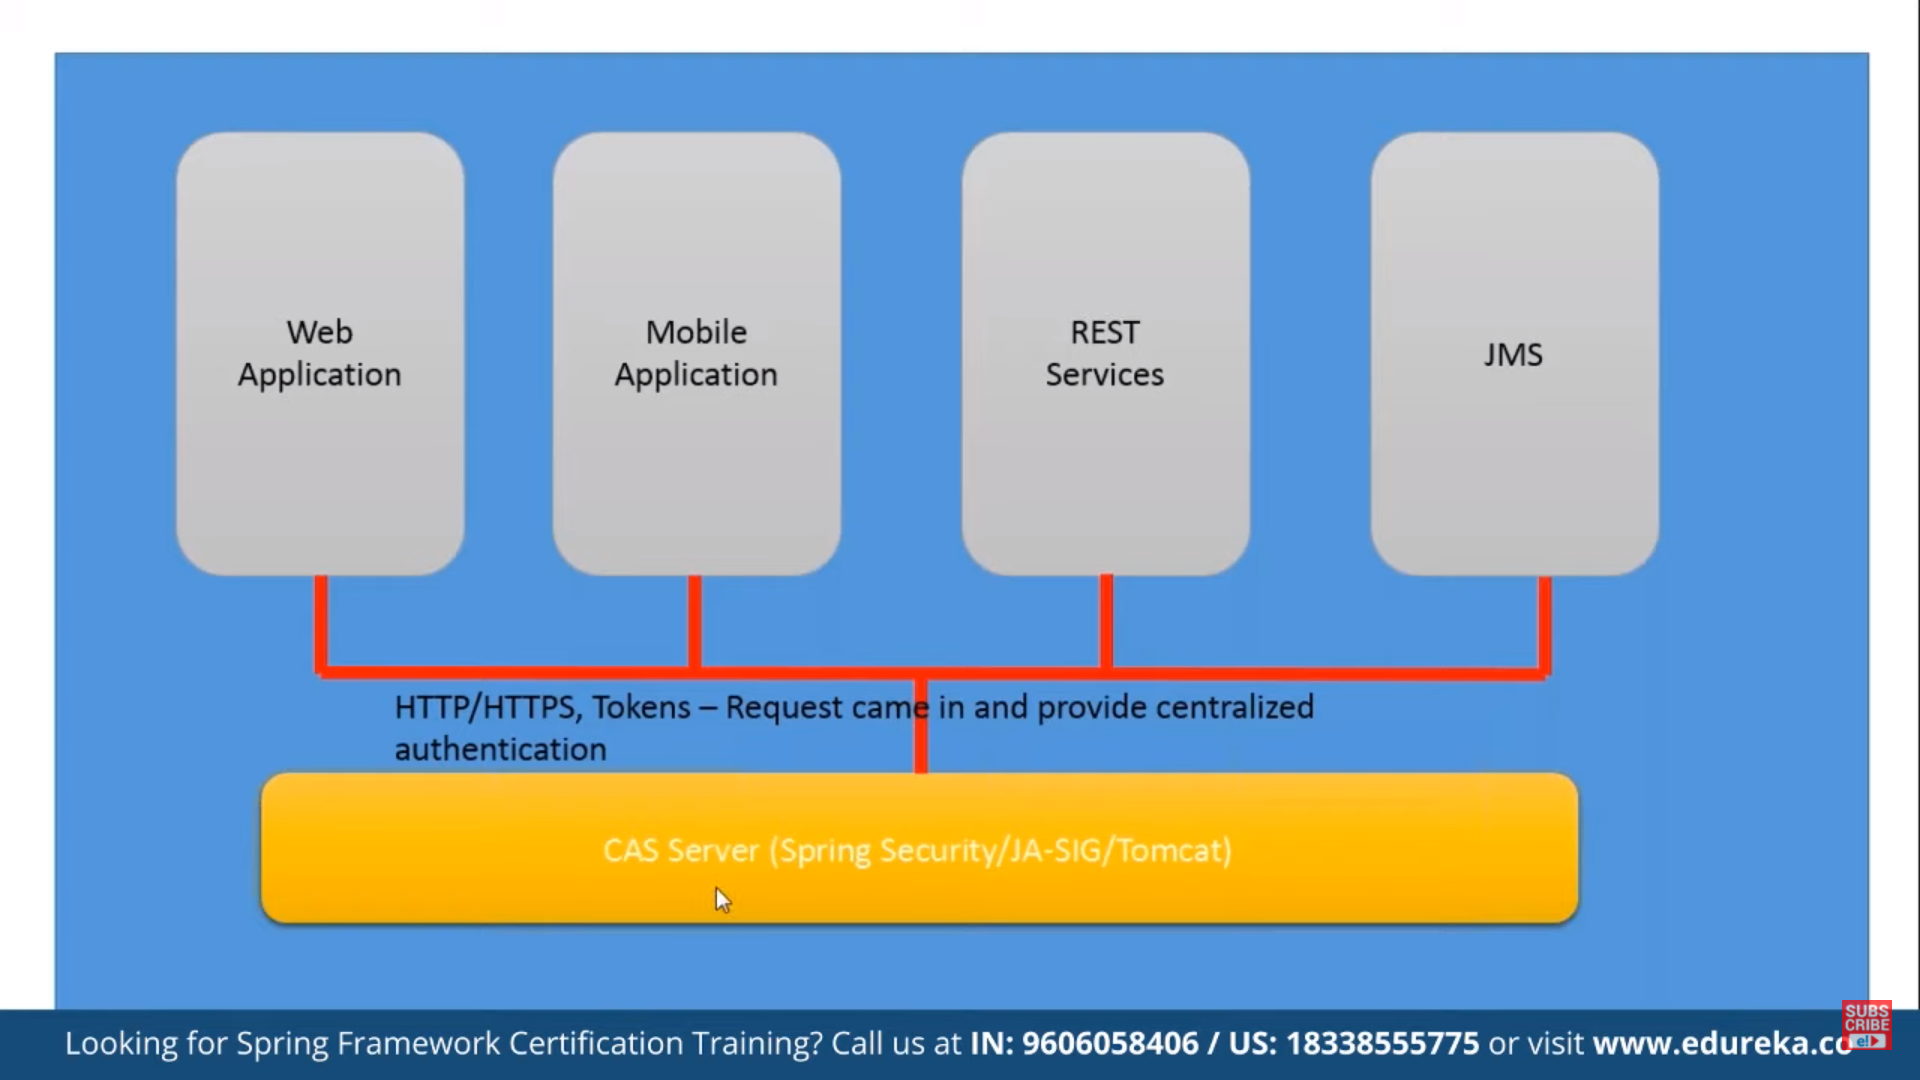 Web
Application
Mobile
Application
REST
Services
JMS
HTTP/HTTPS, Tokens – Request came in and provide centralized
authentication
CAS Server (Spring Security/JA-SIG/Tomcat)
Looking for Spring Framework Certification Training? Call us at IN: 9606058406 / US: 18338555775 or visit www.edureka.co
SUBS
CRIBE
e!